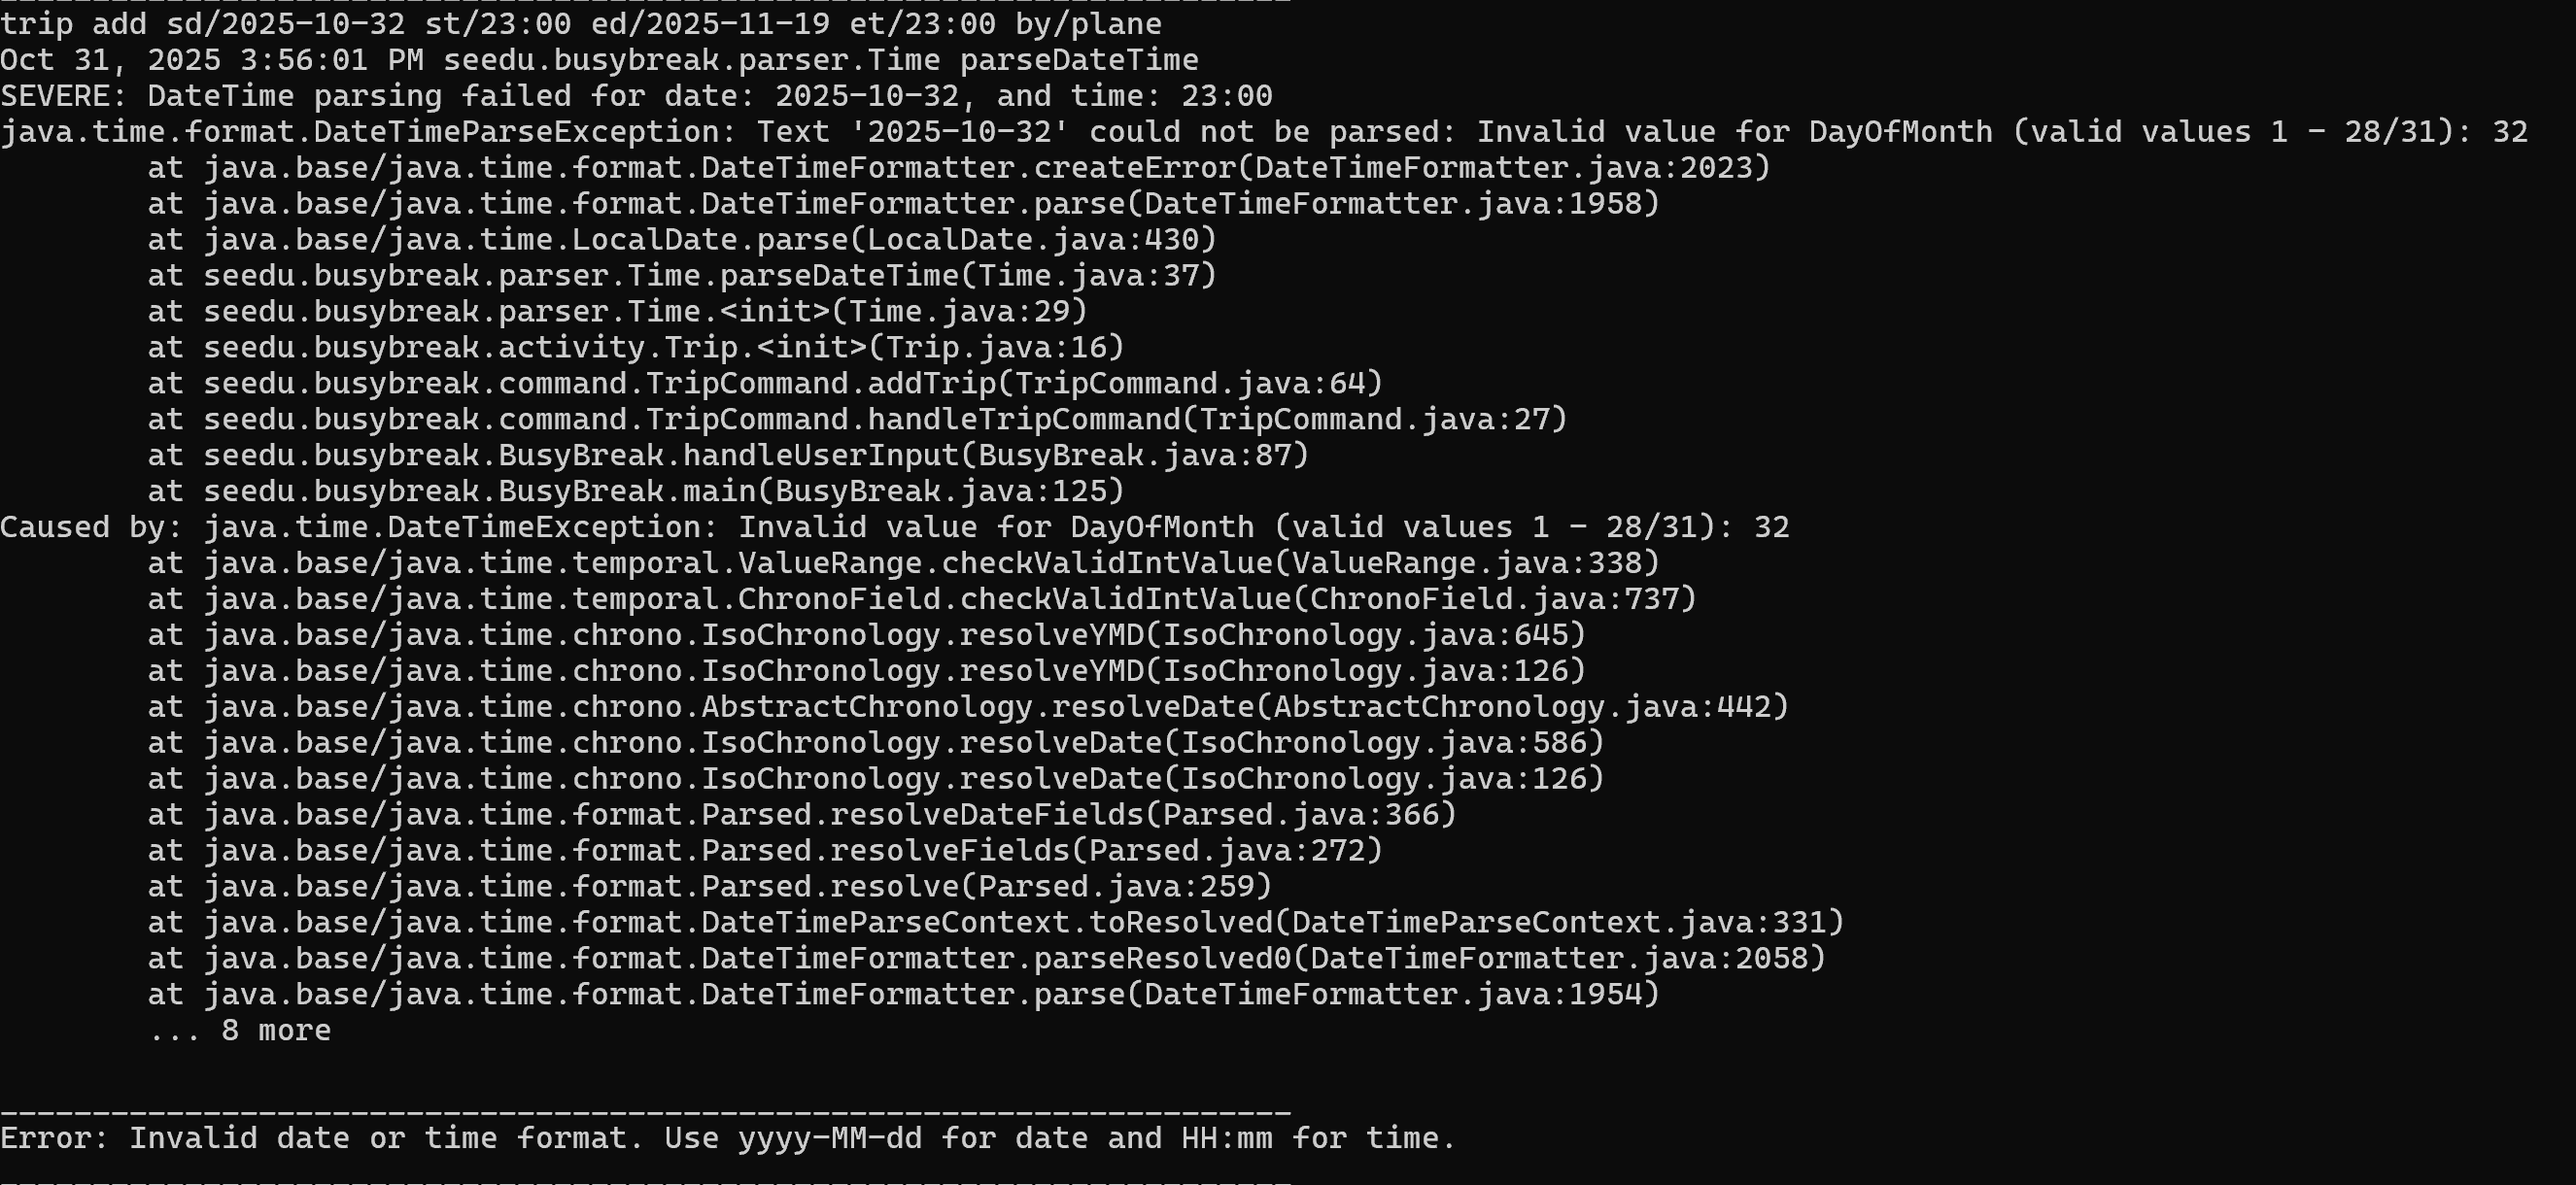 trip add sd/2025-10-32 st/23:00 ed/2025-11-19 et/23:00 by/plane
Oct 31, 2025 3:56:01 PM seedu.busybreak.parser.Time parseDateTime
SEVERE: DateTime parsing failed for date: 2025-10-32, and time: 23:00
java.time.format.DateTimeParseException: Text '2025-10-32' could not be parsed: Invalid value for DayOfMonth (valid values 1 - 28/31): 32
        at java.base/java.time.format.DateTimeFormatter.createError(DateTimeFormatter.java:2023)
        at java.base/java.time.format.DateTimeFormatter.parse(DateTimeFormatter.java:1958)
        at java.base/java.time.LocalDate.parse(LocalDate.java:430)
        at seedu.busybreak.parser.Time.parseDateTime(Time.java:37)
        at seedu.busybreak.parser.Time.<init>(Time.java:29)
        at seedu.busybreak.activity.Trip.<init>(Trip.java:16)
        at seedu.busybreak.command.TripCommand.addTrip(TripCommand.java:64)
        at seedu.busybreak.command.TripCommand.handleTripCommand(TripCommand.java:27)
        at seedu.busybreak.BusyBreak.handleUserInput(BusyBreak.java:87)
        at seedu.busybreak.BusyBreak.main(BusyBreak.java:125)
Caused by: java.time.DateTimeException: Invalid value for DayOfMonth (valid values 1 - 28/31): 32
        at java.base/java.time.temporal.ValueRange.checkValidIntValue(ValueRange.java:338)
        at java.base/java.time.temporal.ChronoField.checkValidIntValue(ChronoField.java:737)
        at java.base/java.time.chrono.IsoChronology.resolveYMD(IsoChronology.java:645)
        at java.base/java.time.chrono.IsoChronology.resolveYMD(IsoChronology.java:126)
        at java.base/java.time.chrono.AbstractChronology.resolveDate(AbstractChronology.java:442)
        at java.base/java.time.chrono.IsoChronology.resolveDate(IsoChronology.java:586)
        at java.base/java.time.chrono.IsoChronology.resolveDate(IsoChronology.java:126)
        at java.base/java.time.format.Parsed.resolveDateFields(Parsed.java:366)
        at java.base/java.time.format.Parsed.resolveFields(Parsed.java:272)
        at java.base/java.time.format.Parsed.resolve(Parsed.java:259)
        at java.base/java.time.format.DateTimeParseContext.toResolved(DateTimeParseContext.java:331)
        at java.base/java.time.format.DateTimeFormatter.parseResolved0(DateTimeFormatter.java:2058)
        at java.base/java.time.format.DateTimeFormatter.parse(DateTimeFormatter.java:1954)
        ... 8 more
______________________________________________________________________
Error: Invalid date or time format. Use yyyy-MM-dd for date and HH:mm for time.
______________________________________________________________________